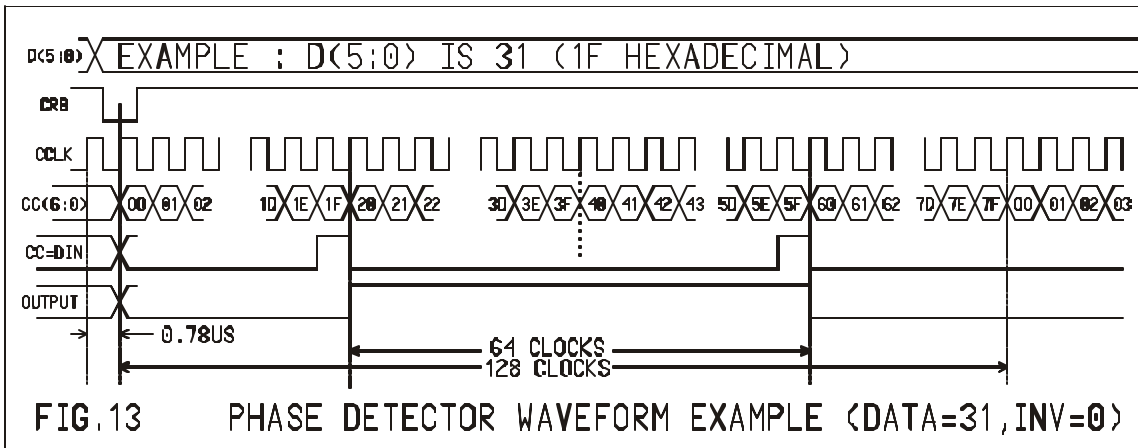 D(5:0) EXAMPLE : D(5:0) IS 31 (1F HEXADECIMAL)
CRB
CCLK
CC(6:0) 00 01 02 1D 1E 1F 20 21 22 3D 3E 3F 40 41 42 43 5D 5E 5F 60 61 62 7D 7E 7F 00 01 02 03
CC=DIN
OUTPUT
0.78US
64 CLOCKS
128 CLOCKS
FIG.13 PHASE DETECTOR WAVEFORM EXAMPLE (DATA=31,INV=0)